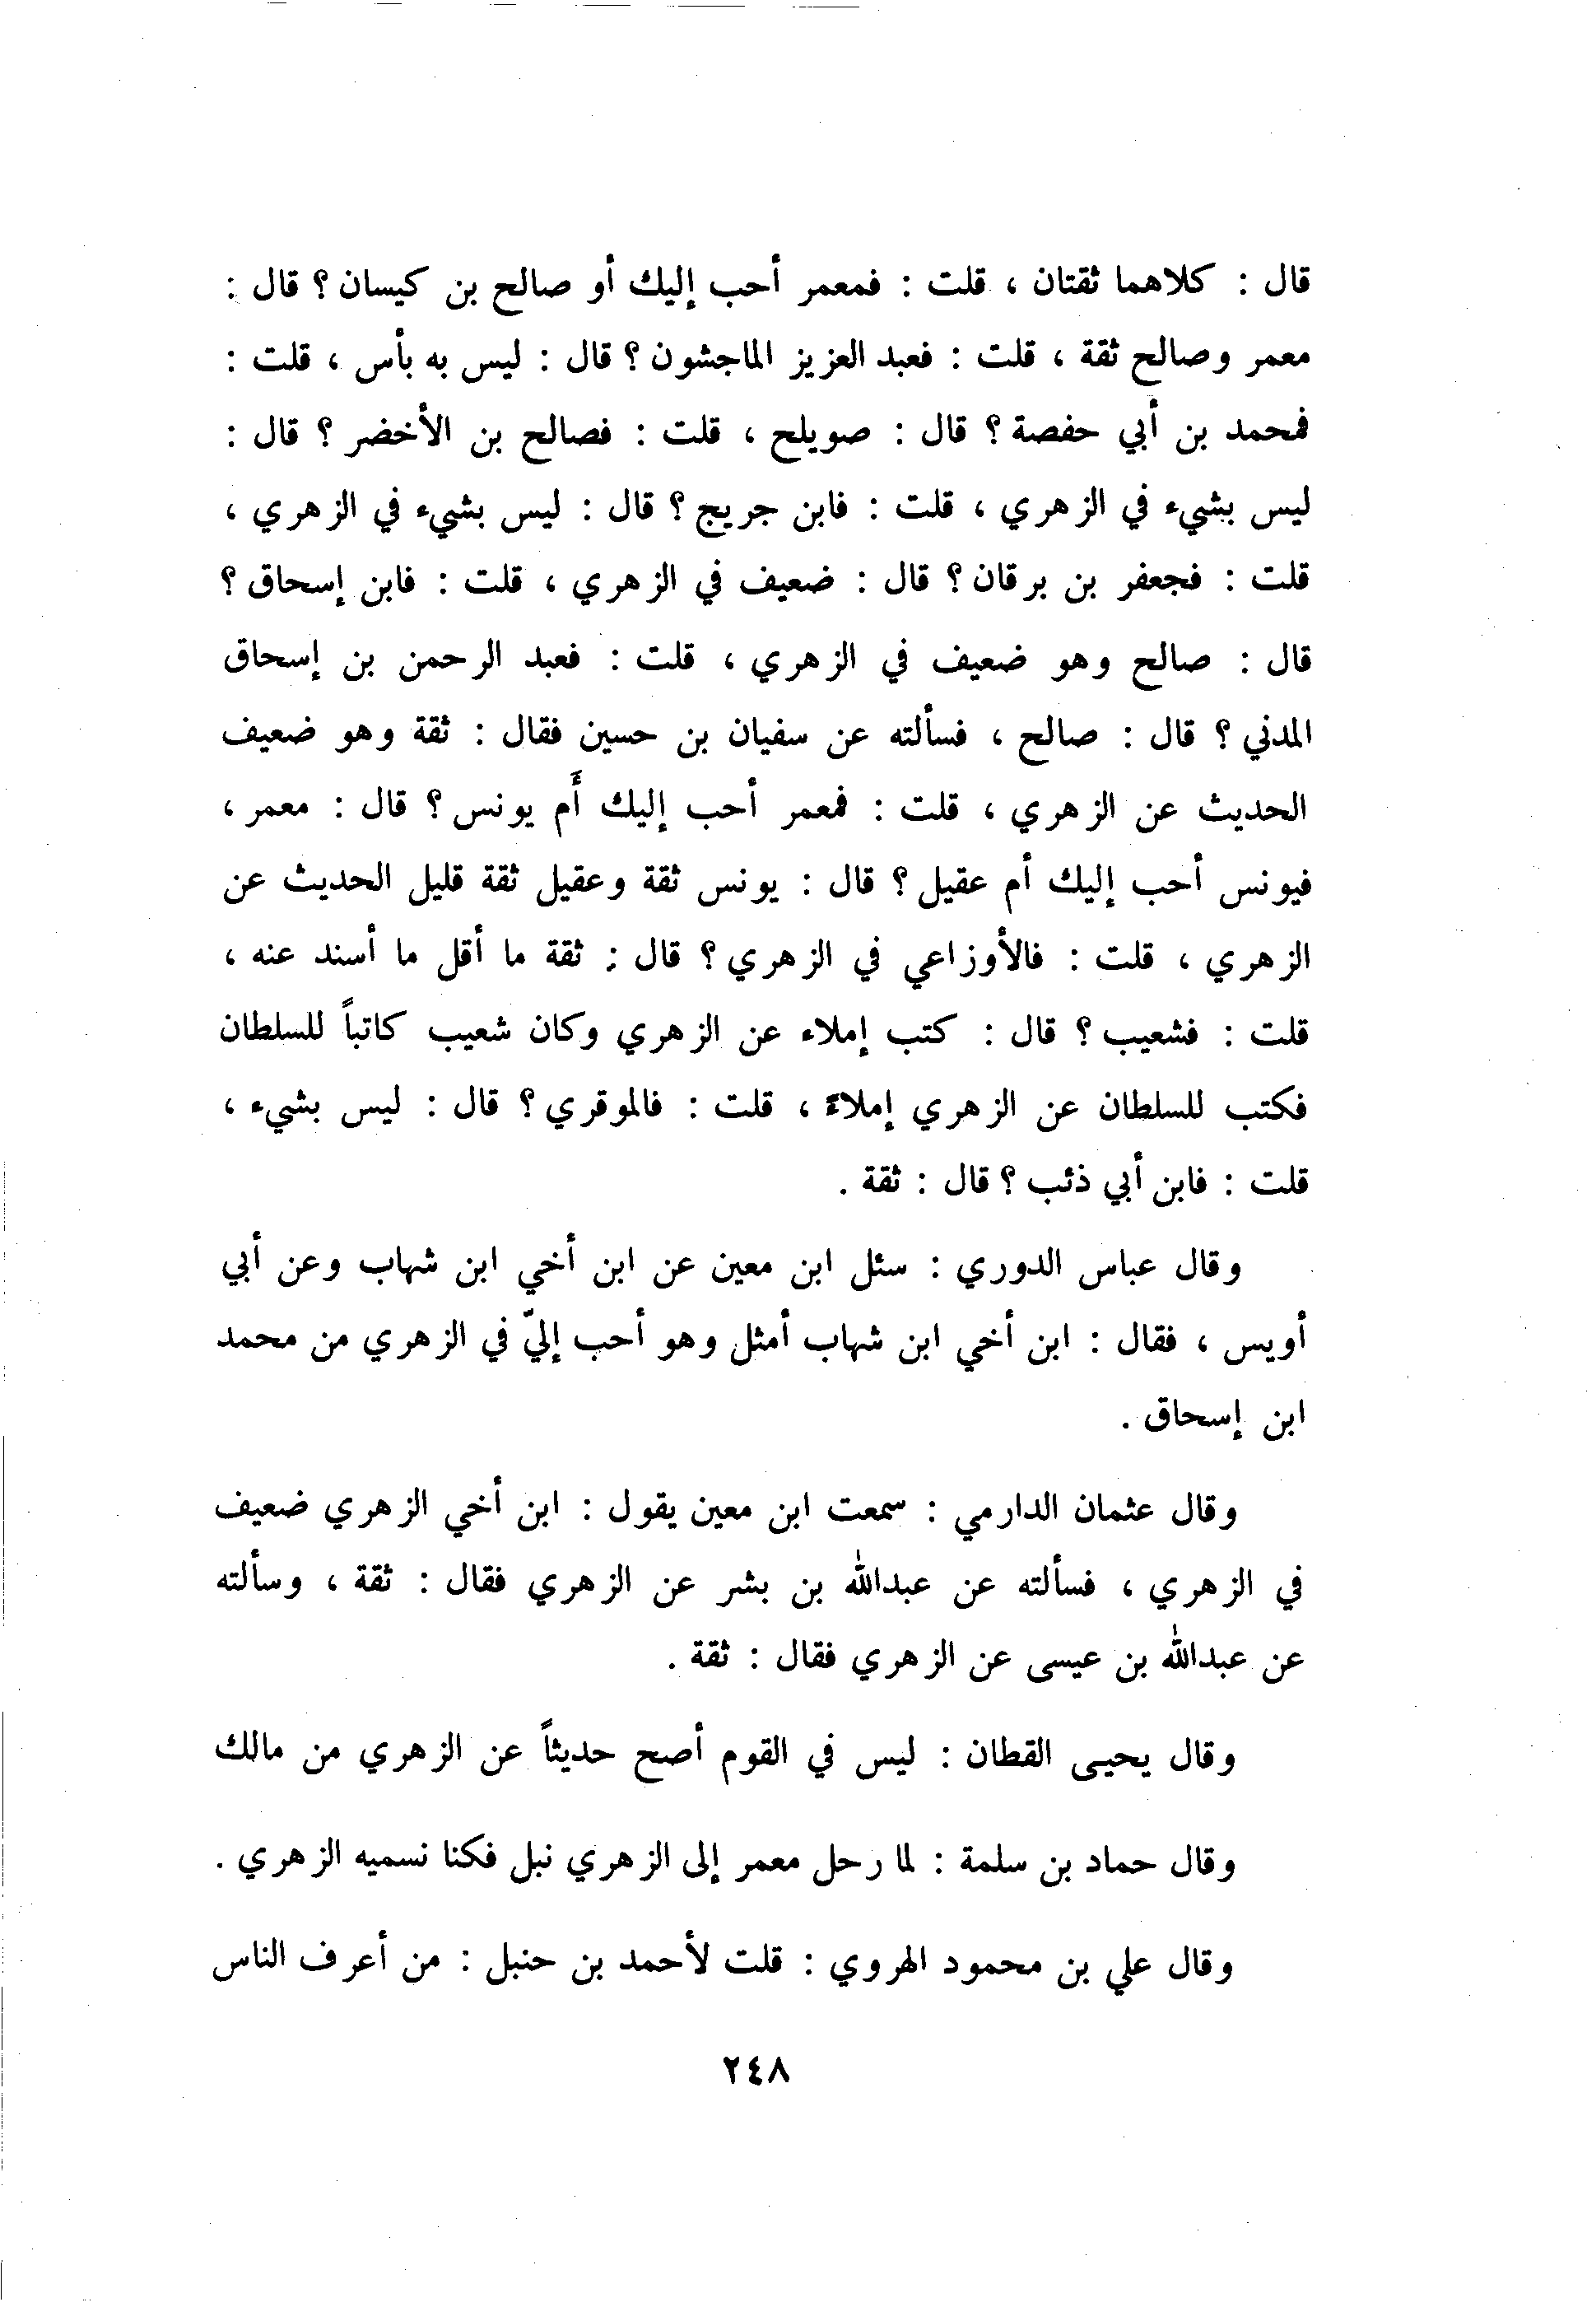 قال : كلاهما ثقتان ، قلت : فمعمر أحب إليك أو صالح بن كيسان ؟ قال :
معمر وصالح ثقة ، قلت : فعبد العزيز الماجشون ؟ قال : ليس به بأس ، قلت :
فمحمد بن أبي حفصة ؟ قال : صويلح ، قلت : فصالح بن الأخضر ؟ قال :
ليس بشيء في الزهري ، قلت : فابن جريج ؟ قال : ليس بشيء في الزهري ،
قلت : فجعفر بن برقان ؟ قال : ضعيف في الزهري ، قلت : فابن إسحاق ؟
قال : صالح وهو ضعيف في الزهري ، قلت : فعبد الرحمن بن إسحاق
المدني ؟ قال : صالح ، فسألته عن سفيان بن حسين فقال : ثقة وهو ضعيف
الحديث عن الزهري ، قلت : فمعمر أحب إليك أَم يونس ؟ قال : معمر ،
فيونس أحب إليك أم عقيل ؟ قال : يونس ثقة وعقيل ثقة قليل الحديث عن
الزهري ، قلت : فالأوزاعي في الزهري ؟ قال : ثقة ما أقل ما أسند عنه ،
قلت : فشعيب ؟ قال : كتب إملاء عن الزهري وكان شعيب كاتباً للسلطان
فكتب للسلطان عن الزهري إملاءً ، قلت : فالموقري ؟ قال : ليس بشيء ،
قلت : فابن أبي ذئب ؟ قال : ثقة .
وقال عباس الدوري : سئل ابن معين عن ابن أخي ابن شهاب وعن أبي
أويس ، فقال : ابن أخي ابن شهاب أمثل وهو أحب إليّ في الزهري من محمد
ابن إسحاق .
وقال عثمان الدارمي : سمعت ابن معين يقول : ابن أخي الزهري ضعيف
في الزهري ، فسألته عن عبدالله بن بشر عن الزهري فقال : ثقة ، وسألته
عن عبدالله بن عيسى عن الزهري فقال : ثقة .
وقال يحيى القطان : ليس في القوم أصح حديثاً عن الزهري من مالك
وقال حماد بن سلمة : لما رحل معمر إلى الزهري نبل فكنا نسميه الزهري .
وقال علي بن محمود الهروي : قلت لأحمد بن حنبل : من أعرف الناس
٢٤٨